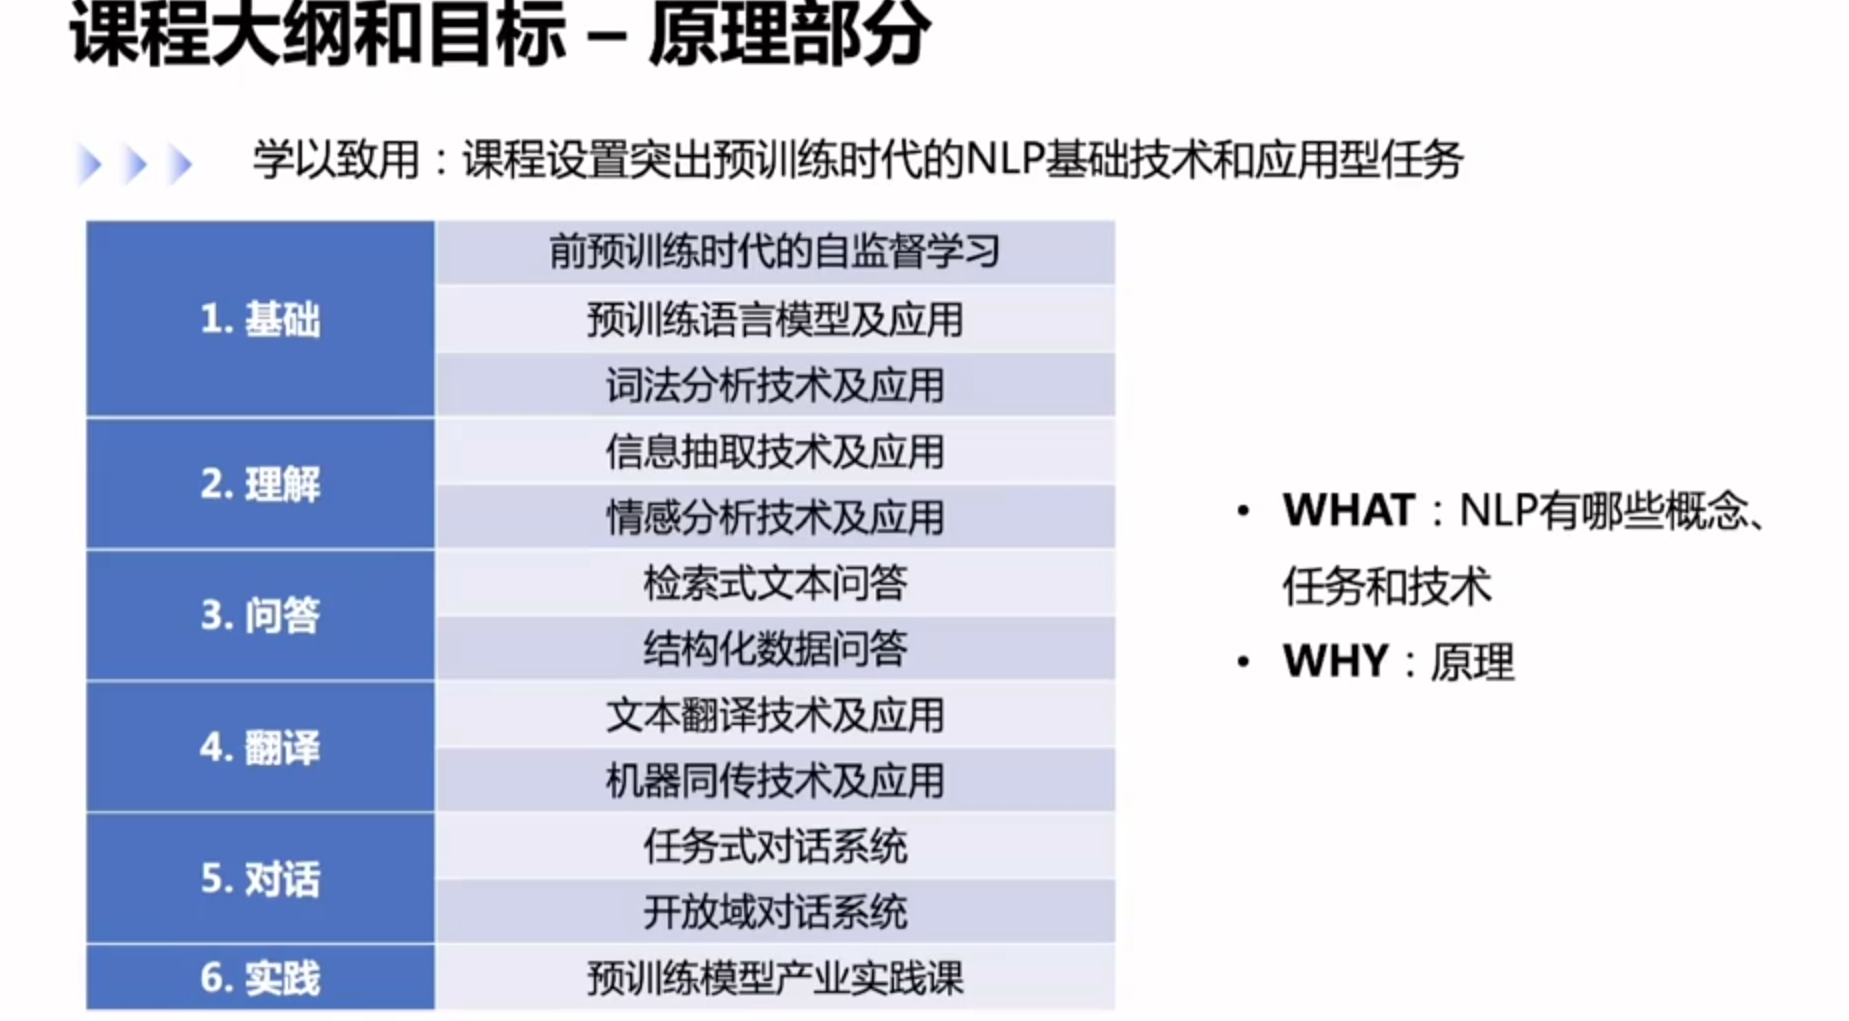 课程大纲和目标 – 原理部分
学以致用：课程设置突出预训练时代的NLP基础技术和应用型任务
1. 基础
前预训练时代的自监督学习
预训练语言模型及应用
词法分析技术及应用
2. 理解
信息抽取技术及应用
情感分析技术及应用
3. 问答
检索式文本问答
结构化数据问答
4. 翻译
文本翻译技术及应用
机器同传技术及应用
5. 对话
任务式对话系统
开放域对话系统
6. 实践
预训练模型产业实践课
• WHAT：NLP有哪些概念、
任务和技术
• WHY：原理